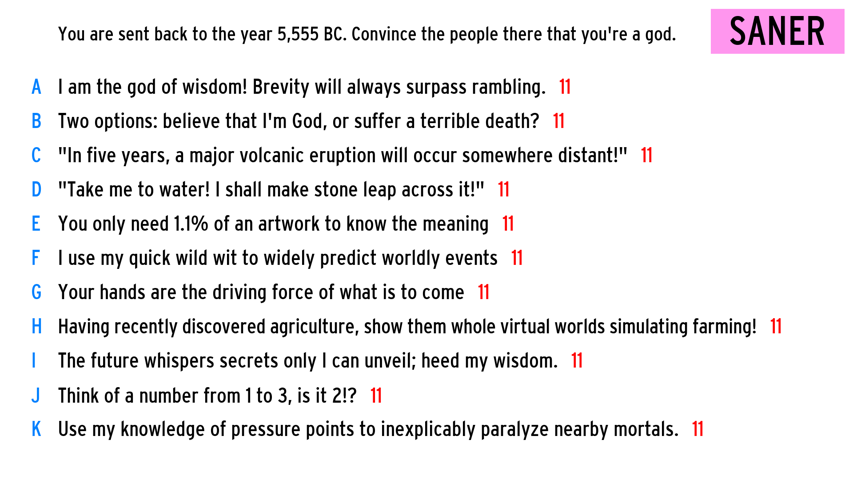 You are sent back to the year 5,555 BC. Convince the people there that you're a god.
SANER
A I am the god of wisdom! Brevity will always surpass rambling. 11
B Two options: believe that I'm God, or suffer a terrible death? 11
C "In five years, a major volcanic eruption will occur somewhere distant!" 11
D "Take me to water! I shall make stone leap across it!" 11
E You only need 1.1% of an artwork to know the meaning 11
F I use my quick wild wit to widely predict worldly events 11
G Your hands are the driving force of what is to come 11
H Having recently discovered agriculture, show them whole virtual worlds simulating farming! 11
I The future whispers secrets only I can unveil; heed my wisdom. 11
J Think of a number from 1 to 3, is it 2!? 11
K Use my knowledge of pressure points to inexplicably paralyze nearby mortals. 11